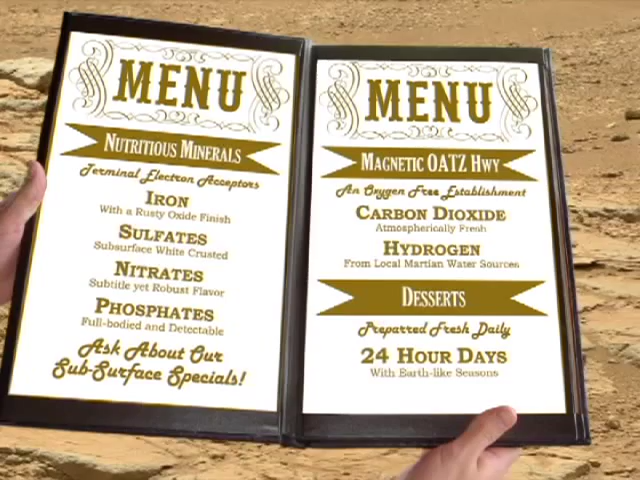 MENU
NUTRITIOUS MINERALS
Terminal Electron Acceptors
IRON
With a Rusty Oxide Finish
SULFATES
Subsurface White Crusted
NITRATES
Subtitle yet Robust Flavor
PHOSPHATES
Full-bodied and Detectable
Ask About Our
Sub-Surface Specials!
MENU
MAGNETIC OATZ HWY
An Oxygen Free Establishment
CARBON DIOXIDE
Atmospherically Fresh
HYDROGEN
From Local Martian Water Sources
DESSERTS
Preparred Fresh Daily
24 HOUR DAYS
With Earth-like Seasons